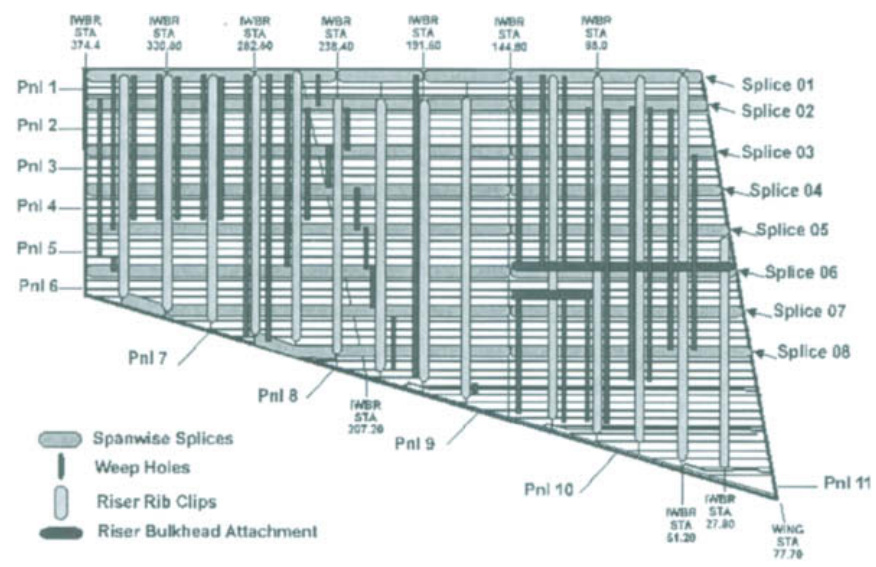 IWBR
STA
374.4
IWBR
STA
330.80
IWBR
STA
282.60
IWBR
STA
238.40
IWBR
STA
191.60
IWBR
STA
144.80
IWBR
STA
98.0
Pnl 1
Pnl 2
Pnl 3
Pnl 4
Pnl 5
Pnl 6
Pnl 7
Pnl 8
Pnl 9
Pnl 10
Pnl 11
Splice 01
Splice 02
Splice 03
Splice 04
Splice 05
Splice 06
Splice 07
Splice 08
IWBR
STA
207.20
IWBR
STA
51.20
IWBR
STA
27.80
WING
STA
77.70
Spanwise Splices
Weep Holes
Riser Rib Clips
Riser Bulkhead Attachment